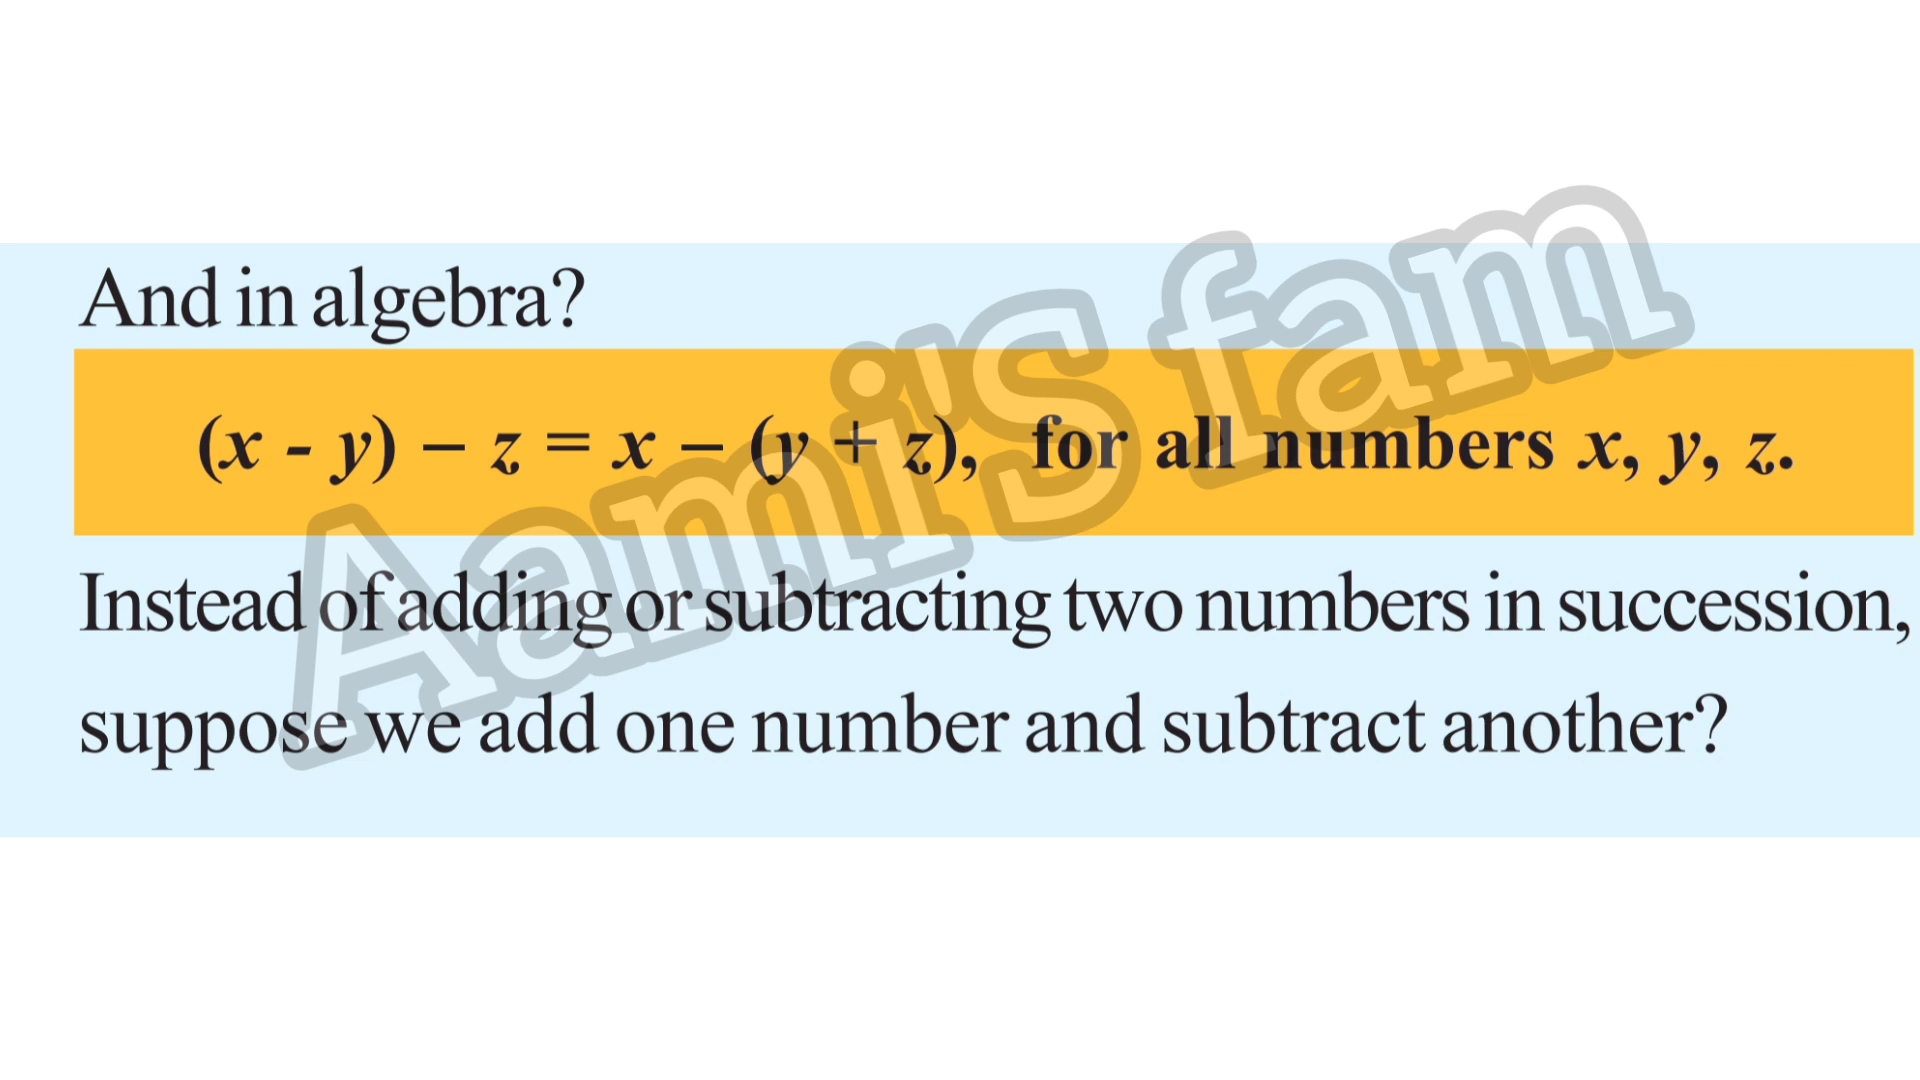 And in algebra?
(x - y) – z = x – (y + z), for all numbers x, y, z.
Instead of adding or subtracting two numbers in succession,
suppose we add one number and subtract another?
Aami'S fam